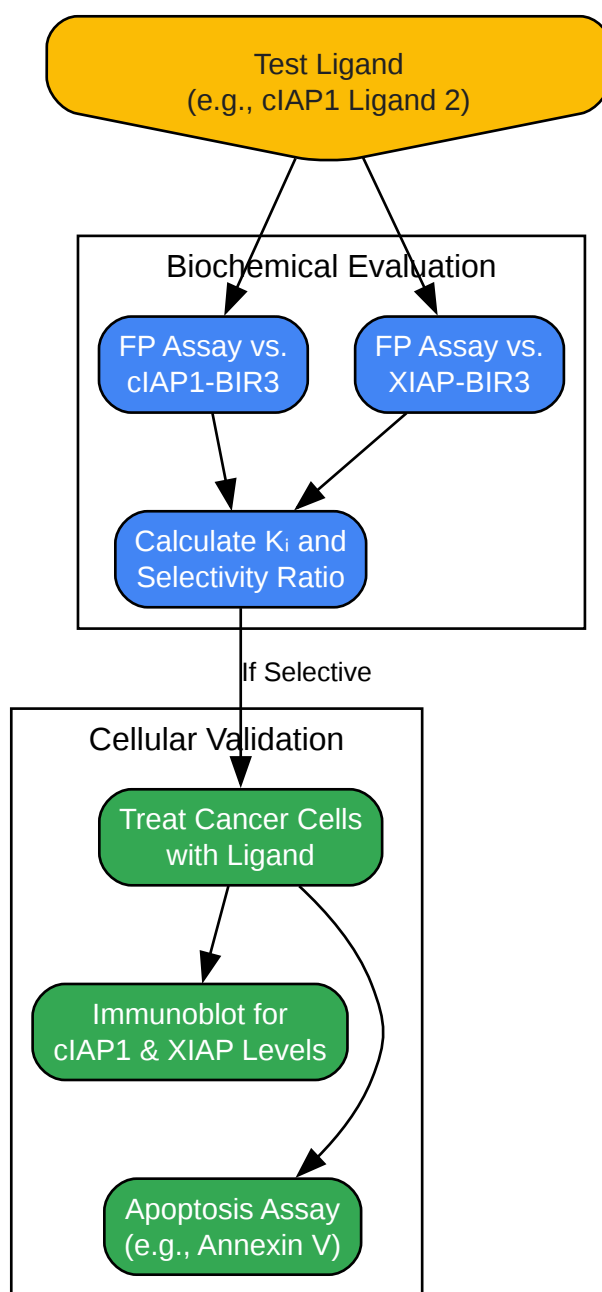 Test Ligand
(e.g., cIAP1 Ligand 2)
Biochemical Evaluation
FP Assay vs.
cIAP1-BIR3
FP Assay vs.
XIAP-BIR3
Calculate Kᵢ and
Selectivity Ratio
If Selective
Cellular Validation
Treat Cancer Cells
with Ligand
Immunoblot for
cIAP1 & XIAP Levels
Apoptosis Assay
(e.g., Annexin V)